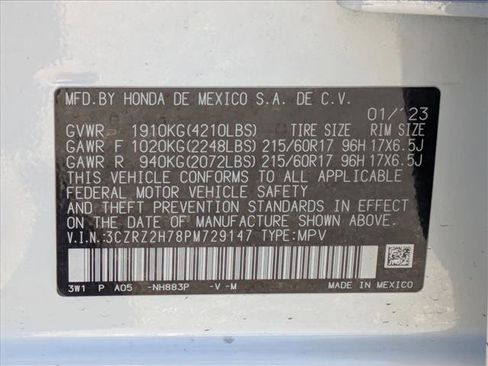 MFD.BY HONDA DE MEXICO S.A. DE C.V.
01/'23
GVWR 1910KG(4210LBS) TIRE SIZE RIM SIZE
GAWR F 1020KG(2248LBS) 215/60R17 96H 17X6.5J
GAWR R 940KG(2072LBS) 215/60R17 96H 17X6.5J
THIS VEHICLE CONFORMS TO ALL APPLICABLE
FEDERAL MOTOR VEHICLE SAFETY
AND THEFT PREVENTION STANDARDS IN EFFECT
ON THE DATE OF MANUFACTURE SHOWN ABOVE.
V.I.N.:3CZRZ2H78PM729147 TYPE:MPV
3W1 P A05 -NH883P -V -M
MADE IN MEXICO